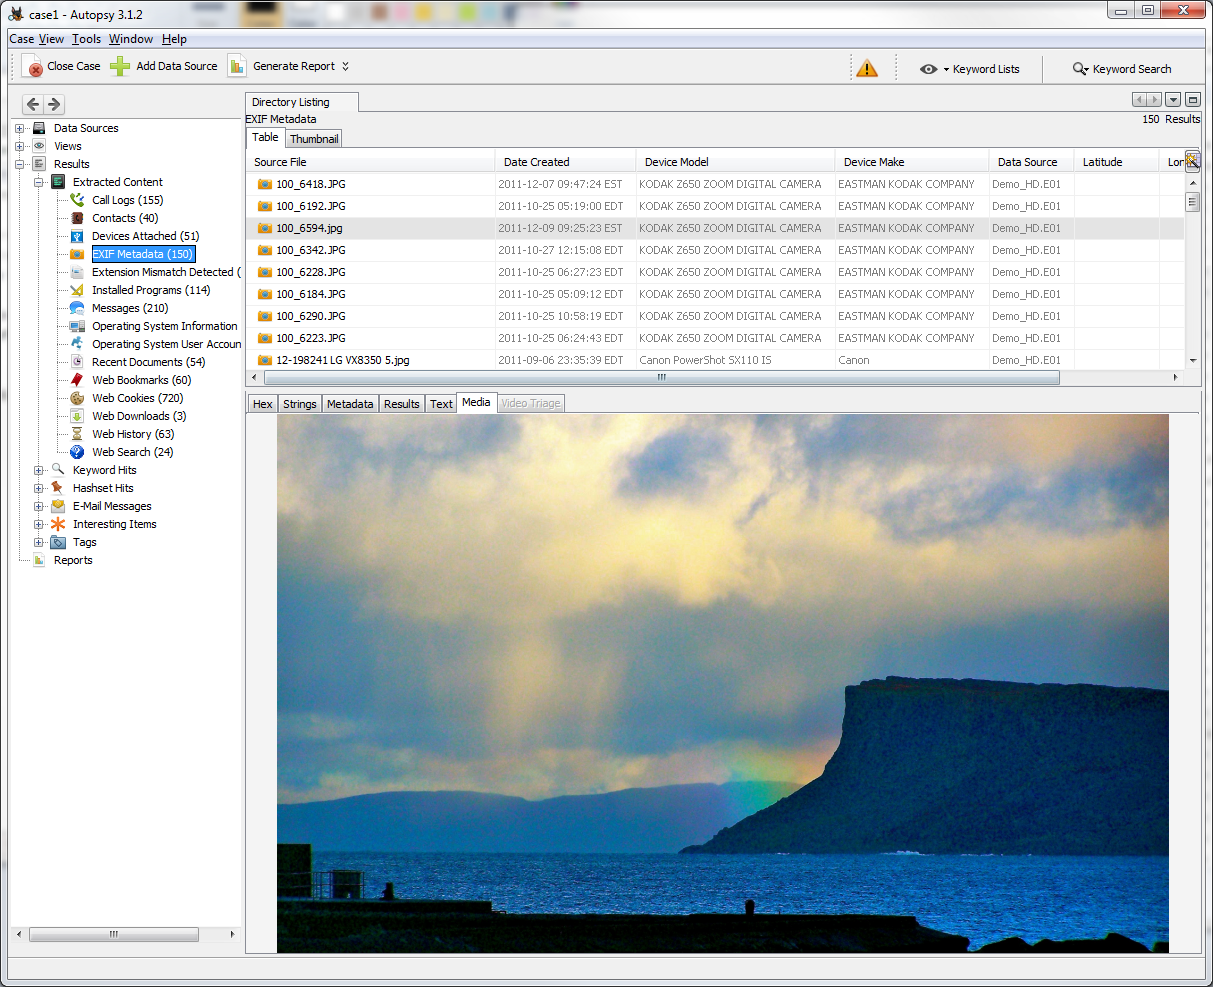 case1 - Autopsy 3.1.2
Case View Tools Window Help
Close Case Add Data Source Generate Report Keyword Lists Keyword Search
Data Sources
Views
Results
Extracted Content
Call Logs (155)
Contacts (40)
Devices Attached (51)
EXIF Metadata (150)
Extension Mismatch Detected (
Installed Programs (114)
Messages (210)
Operating System Information
Operating System User Accoun
Recent Documents (54)
Web Bookmarks (60)
Web Cookies (720)
Web Downloads (3)
Web History (63)
Web Search (24)
Keyword Hits
Hashset Hits
E-Mail Messages
Interesting Items
Tags
Reports
Directory Listing
EXIF Metadata 150 Results
Table Thumbnail
Source File Date Created Device Model Device Make Data Source Latitude Lon
100_6418.JPG 2011-12-07 09:47:24 EST KODAK Z650 ZOOM DIGITAL CAMERA EASTMAN KODAK COMPANY Demo_HD.E01
100_6192.JPG 2011-10-25 05:19:00 EDT KODAK Z650 ZOOM DIGITAL CAMERA EASTMAN KODAK COMPANY Demo_HD.E01
100_6594.jpg 2011-12-09 09:25:23 EST KODAK Z650 ZOOM DIGITAL CAMERA EASTMAN KODAK COMPANY Demo_HD.E01
100_6342.JPG 2011-10-27 12:15:08 EDT KODAK Z650 ZOOM DIGITAL CAMERA EASTMAN KODAK COMPANY Demo_HD.E01
100_6228.JPG 2011-10-25 06:27:23 EDT KODAK Z650 ZOOM DIGITAL CAMERA EASTMAN KODAK COMPANY Demo_HD.E01
100_6184.JPG 2011-10-25 05:09:12 EDT KODAK Z650 ZOOM DIGITAL CAMERA EASTMAN KODAK COMPANY Demo_HD.E01
100_6290.JPG 2011-10-25 10:58:19 EDT KODAK Z650 ZOOM DIGITAL CAMERA EASTMAN KODAK COMPANY Demo_HD.E01
100_6223.JPG 2011-10-25 06:24:43 EDT KODAK Z650 ZOOM DIGITAL CAMERA EASTMAN KODAK COMPANY Demo_HD.E01
12-198241 LG VX8350 5.jpg 2011-09-06 23:35:39 EDT Canon PowerShot SX110 IS Canon Demo_HD.E01
Hex Strings Metadata Results Text Media Video Triage